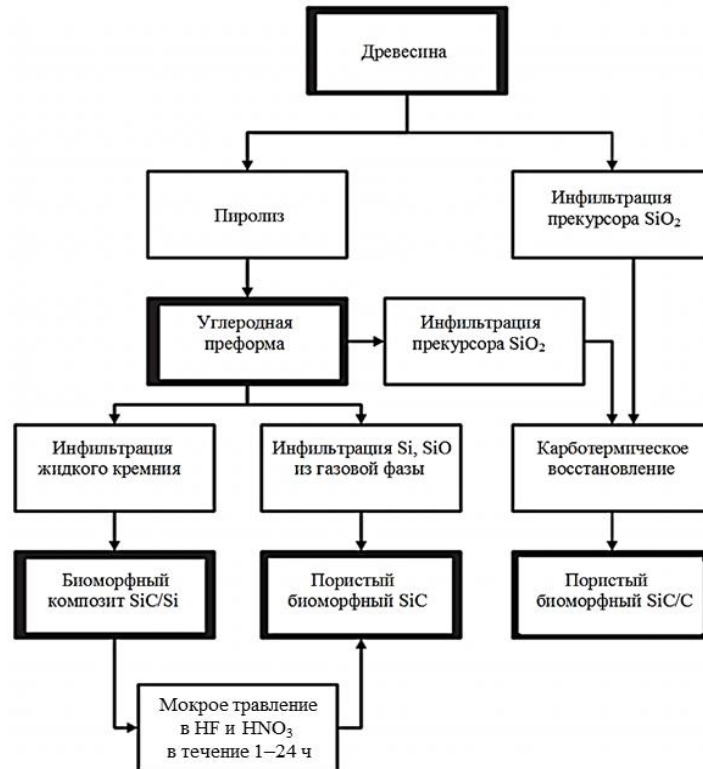 Древесина
Пиролиз
Инфильтрация
прекурсора SiO₂
Углеродная
преформа
Инфильтрация
прекурсора SiO₂
Инфильтрация
жидкого кремния
Инфильтрация Si, SiO
из газовой фазы
Карботермическое
восстановление
Биоморфный
композит SiC/Si
Пористый
биоморфный SiC
Пористый
биоморфный SiC/C
Мокрое травление
в HF и HNO₃
в течение 1–24 ч